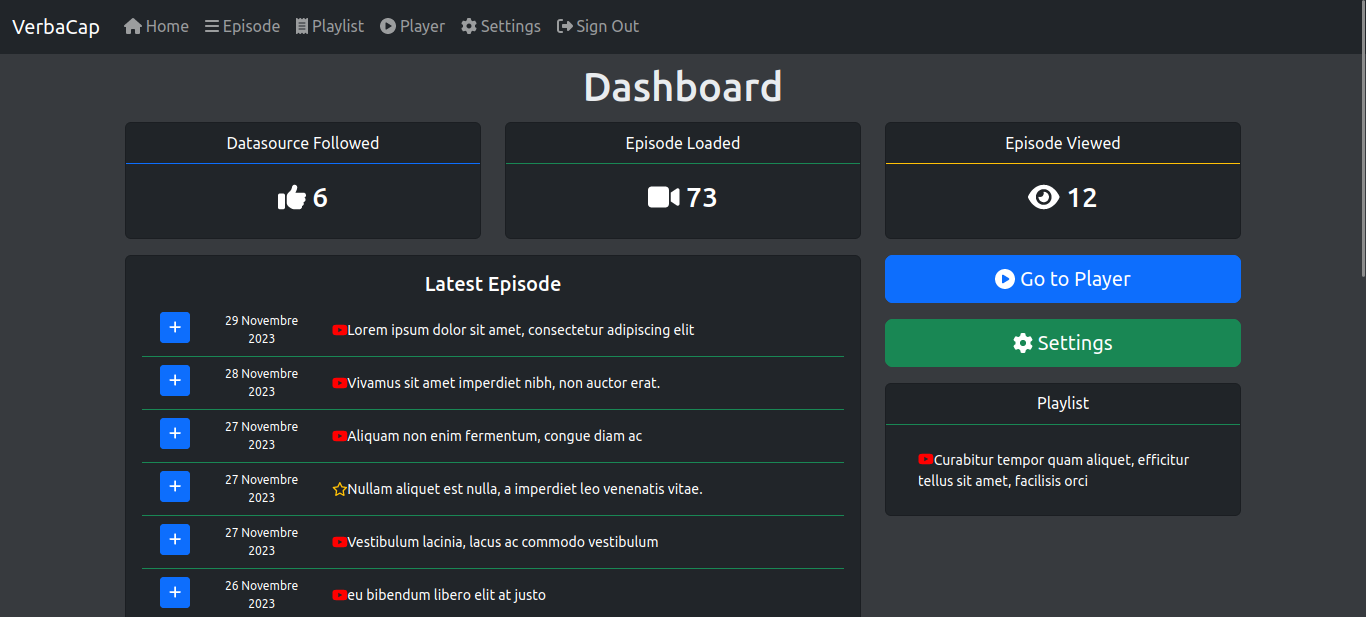 VerbaCap Home Episode Playlist Player Settings Sign Out
Dashboard
Datasource Followed
6
Episode Loaded
73
Episode Viewed
12
Latest Episode
29 Novembre
2023
Lorem ipsum dolor sit amet, consectetur adipiscing elit
28 Novembre
2023
Vivamus sit amet imperdiet nibh, non auctor erat.
27 Novembre
2023
Aliquam non enim fermentum, congue diam ac
27 Novembre
2023
Nullam aliquet est nulla, a imperdiet leo venenatis vitae.
27 Novembre
2023
Vestibulum lacinia, lacus ac commodo vestibulum
26 Novembre
2023
eu bibendum libero elit at justo
Go to Player
Settings
Playlist
Curabitur tempor quam aliquet, efficitur
tellus sit amet, facilisis orci